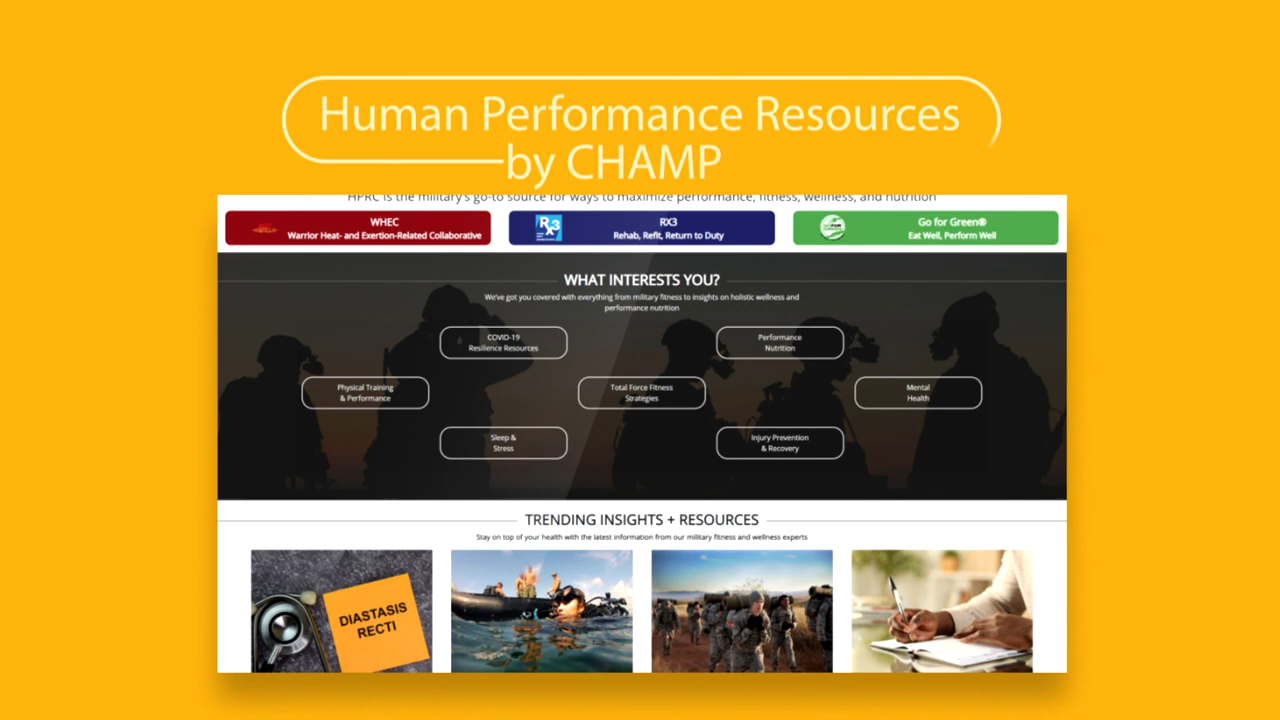 Human Performance Resources
by CHAMP
HPRC is the military's go-to source for ways to maximize performance, fitness, wellness, and nutrition
WHEC
Warrior Heat- and Exertion-Related Collaborative
Rx3
RX3
Rehab, Refit, Return to Duty
Go for Green®
Eat Well, Perform Well
WHAT INTERESTS YOU?
We've got you covered with everything from military fitness to insights on holistic wellness and
performance nutrition
COVID-19
Resilience Resources
Performance
Nutrition
Physical Training
& Performance
Total Force Fitness
Strategies
Mental
Health
Sleep &
Stress
Injury Prevention
& Recovery
TRENDING INSIGHTS + RESOURCES
Stay on top of your health with the latest information from our military fitness and wellness experts
DIASTASIS
RECTI